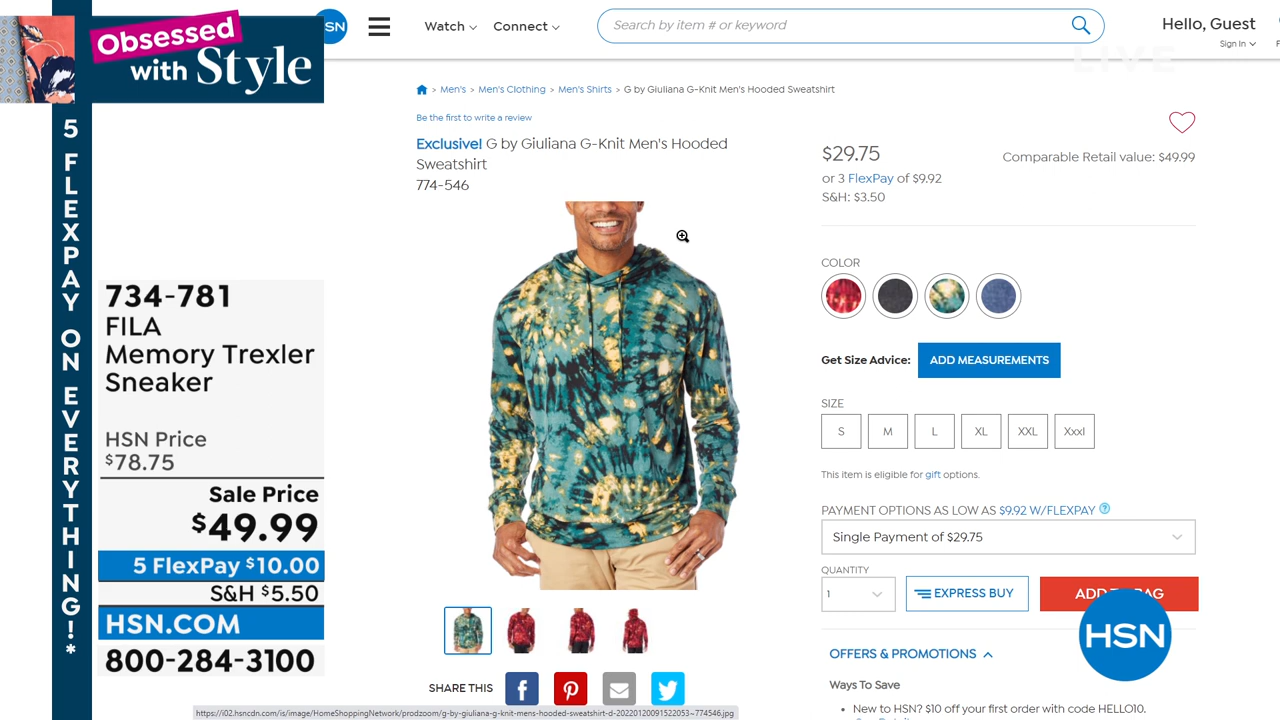 Obsessed
with Style
5 FLEXPAY ON EVERYTHING!*
734-781
FILA
Memory Trexler
Sneaker
HSN Price
$78.75
Sale Price
$49.99
5 FlexPay $10.00
S&H $5.50
HSN.COM
800-284-3100
SN
Watch
Connect
Search by item # or keyword
Hello, Guest
Sign In
LIVE
> Men's > Men's Clothing > Men's Shirts > G by Giuliana G-Knit Men's Hooded Sweatshirt
Be the first to write a review
Exclusive! G by Giuliana G-Knit Men's Hooded
Sweatshirt
774-546
$29.75
Comparable Retail value: $49.99
or 3 FlexPay of $9.92
S&H: $3.50
COLOR
Get Size Advice:
ADD MEASUREMENTS
SIZE
S
M
L
XL
XXL
Xxxl
This item is eligible for gift options.
PAYMENT OPTIONS AS LOW AS $9.92 W/FLEXPAY ?
Single Payment of $29.75
QUANTITY
1
EXPRESS BUY
ADD T BAG
HSN
OFFERS & PROMOTIONS
Ways To Save
• New to HSN? $10 off your first order with code HELLO10.
SHARE THIS
https://i02.hsncdn.com/is/image/HomeShoppingNetwork/prodzoom/g-by-giuliana-g-knit-mens-hooded-sweatshirt-d-20220120091522053~774546.jpg